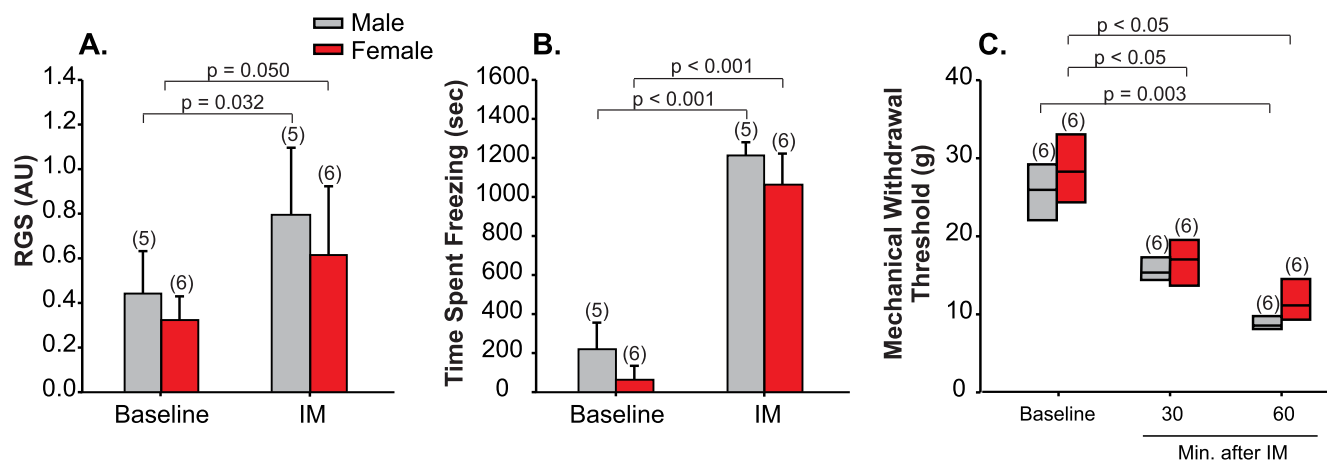 Male
Female
A.
p = 0.050
p = 0.032
1.4
1.2
1.0
0.8
0.6
0.4
0.2
0.0
RGS (AU)
(5)
(6)
(5)
(6)
Baseline
IM
B.
p < 0.001
p < 0.001
1600
1400
1200
1000
800
600
400
200
0
Time Spent Freezing (sec)
(5)
(6)
(5)
(6)
Baseline
IM
C.
p < 0.05
p < 0.05
p = 0.003
40
30
20
10
0
Mechanical Withdrawal
Threshold (g)
(6)
(6)
(6)
(6)
(6)
(6)
Baseline
30
60
Min. after IM